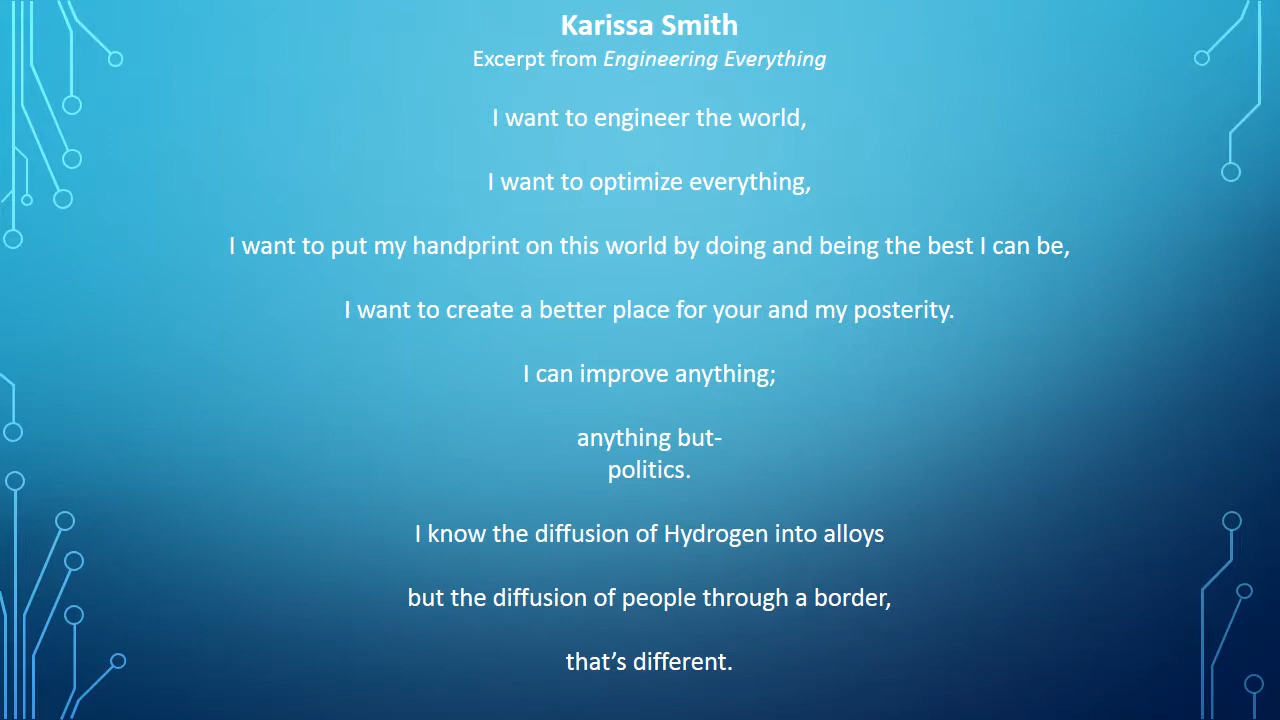 Karissa Smith
Excerpt from Engineering Everything
I want to engineer the world,
I want to optimize everything,
I want to put my handprint on this world by doing and being the best I can be,
I want to create a better place for your and my posterity.
I can improve anything;
anything but-
politics.
I know the diffusion of Hydrogen into alloys
but the diffusion of people through a border,
that’s different.